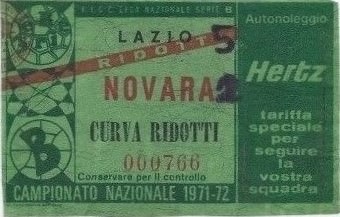 F.I.G.C. LEGA NAZIONALE SERIE B
LAZIO 5
RIDOTTI
NOVARA 2
CURVA RIDOTTI
000766
Conservare per il controllo
B
CAMPIONATO NAZIONALE 1971-72
Autonoleggio
Hertz
tariffa
speciale per
seguire
la vostra
squadra